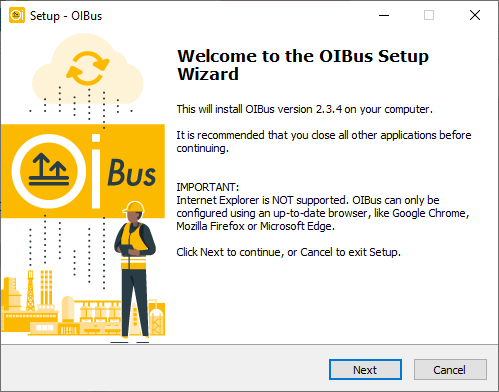 Setup - OIBus
Welcome to the OIBus Setup
Wizard
This will install OIBus version 2.3.4 on your computer.
It is recommended that you close all other applications before
continuing.
IMPORTANT:
Internet Explorer is NOT supported. OIBus can only be
configured using an up-to-date browser, like Google Chrome,
Mozilla Firefox or Microsoft Edge.
Click Next to continue, or Cancel to exit Setup.
Oi Bus
Next
Cancel